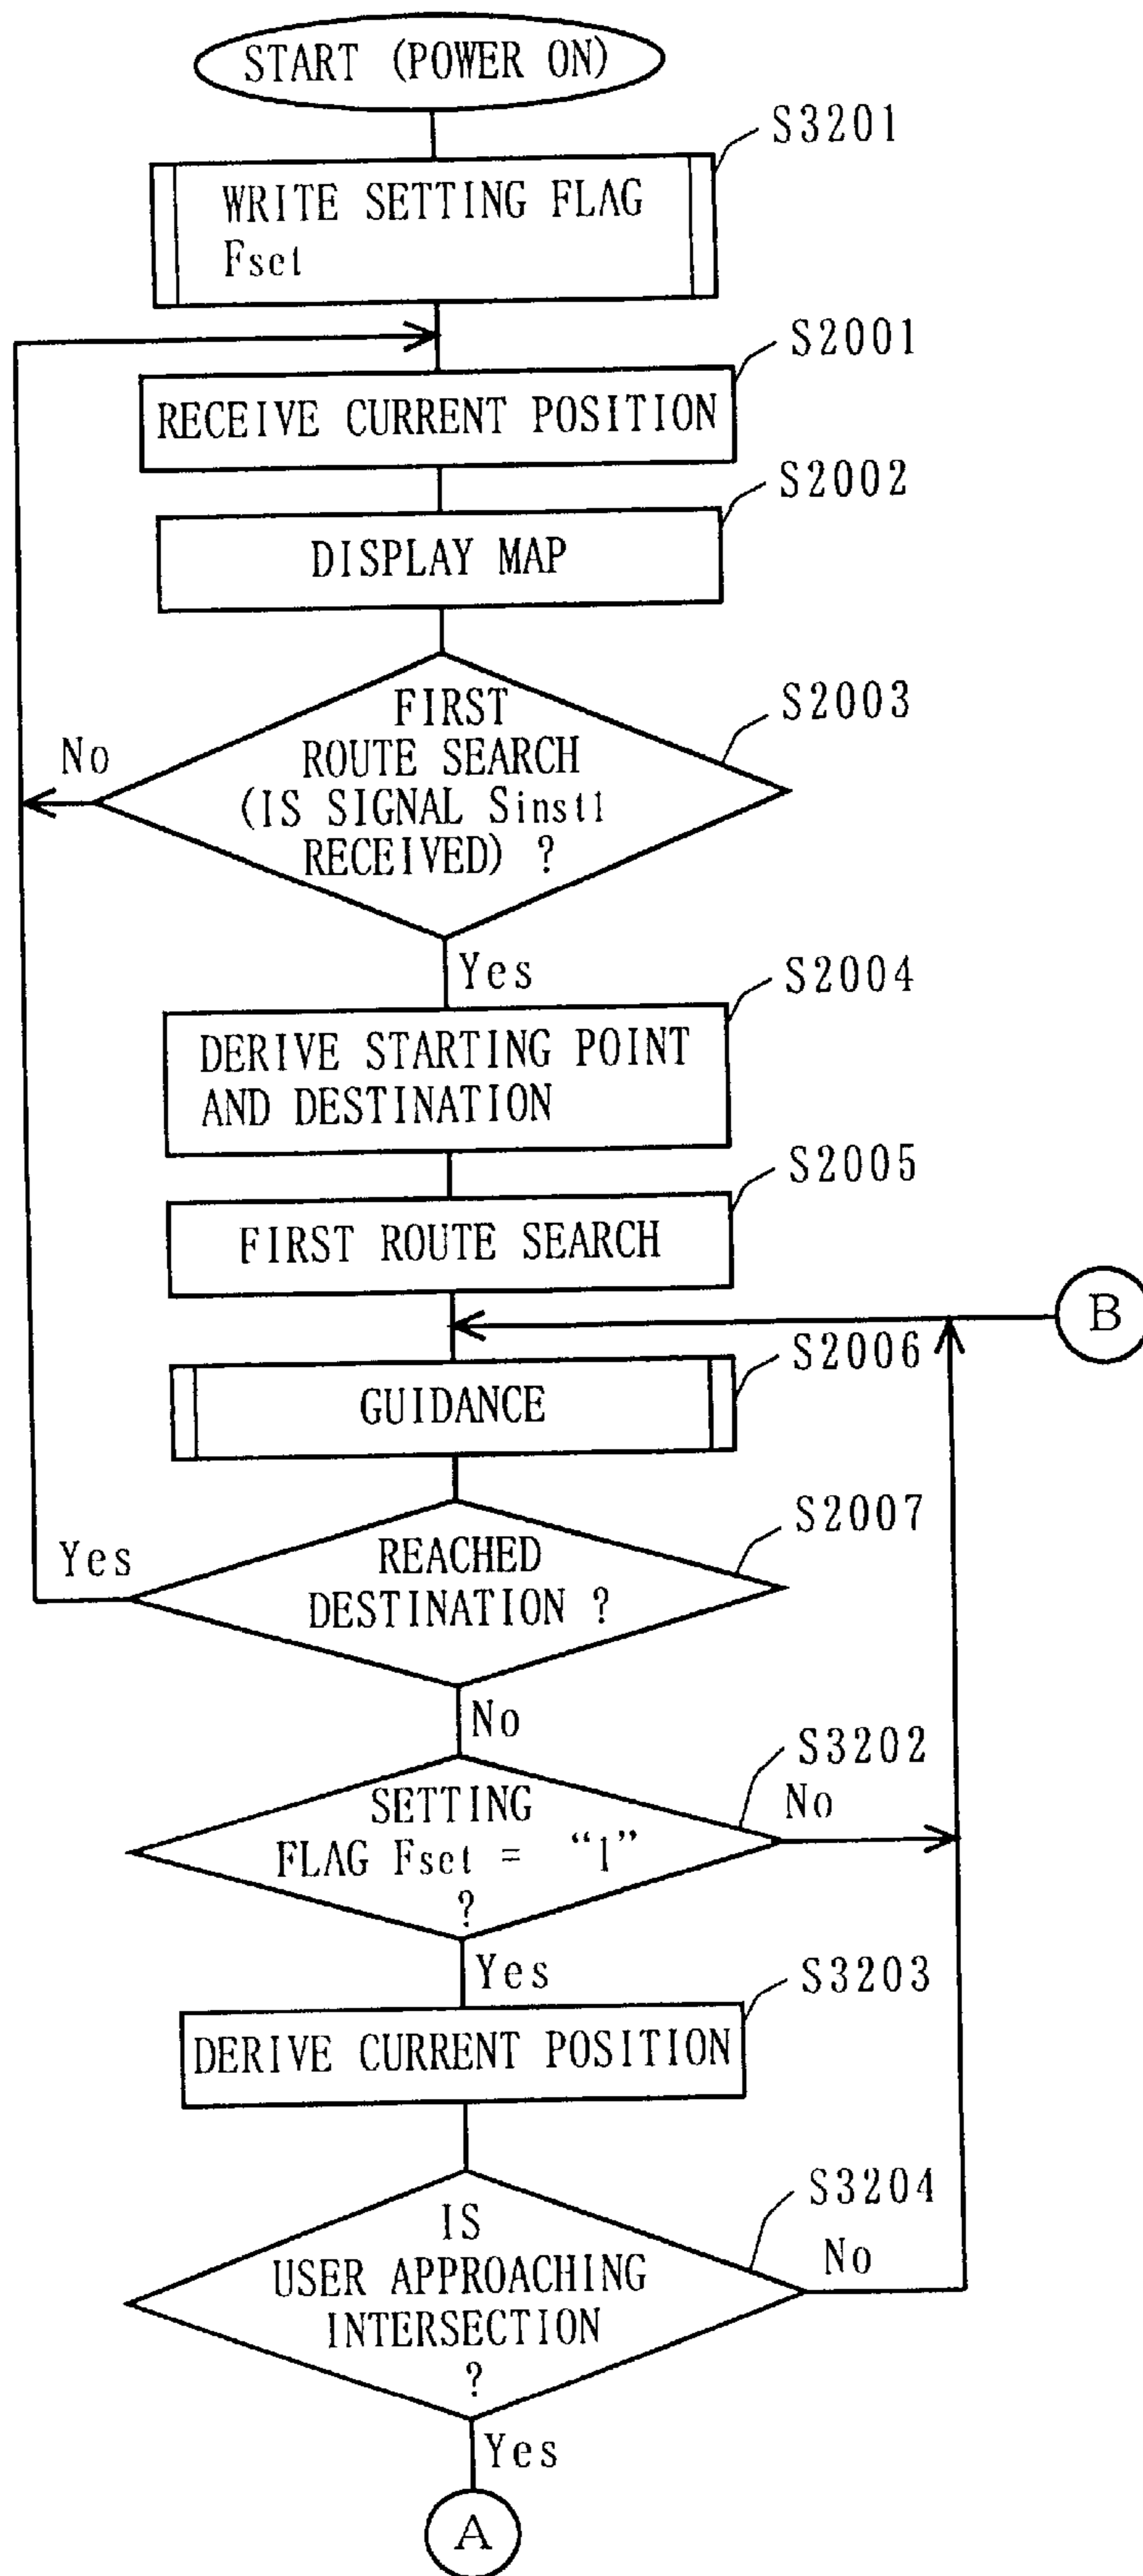 START (POWER ON)
S3201
WRITE SETTING FLAG
Fset
S2001
RECEIVE CURRENT POSITION
S2002
DISPLAY MAP
S2003
FIRST
ROUTE SEARCH
(IS SIGNAL Sinst1
RECEIVED) ?
No
Yes
S2004
DERIVE STARTING POINT
AND DESTINATION
S2005
FIRST ROUTE SEARCH
B
S2006
GUIDANCE
S2007
REACHED
DESTINATION ?
Yes
No
S3202
SETTING
FLAG Fset = “1”
?
No
Yes
S3203
DERIVE CURRENT POSITION
S3204
IS
USER APPROACHING
INTERSECTION
?
No
Yes
A